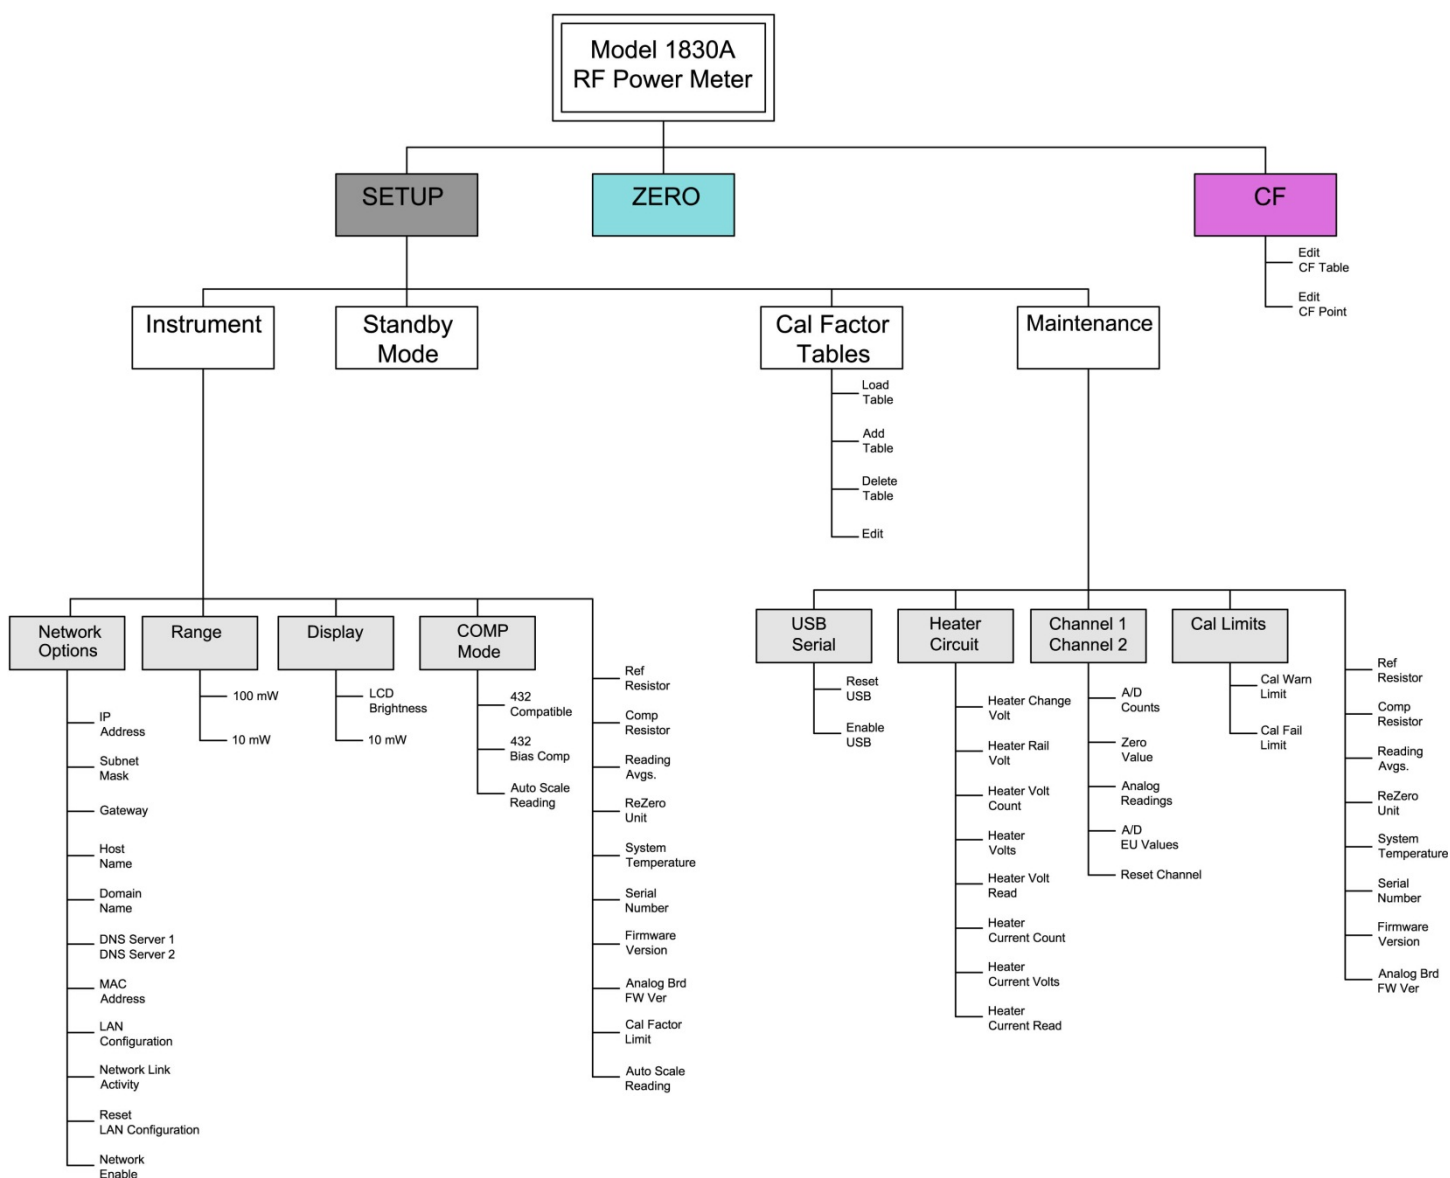 Model 1830A
RF Power Meter
SETUP
ZERO
CF
Edit
CF Table
Edit
CF Point
Instrument
Standby
Mode
Cal Factor
Tables
Maintenance
Load
Table
Add
Table
Delete
Table
Edit
Network
Options
Range
Display
COMP
Mode
IP
Address
Subnet
Mask
Gateway
Host
Name
Domain
Name
DNS Server 1
DNS Server 2
MAC
Address
LAN
Configuration
Network Link
Activity
Reset
LAN Configuration
Network
Enable
100 mW
10 mW
LCD
Brightness
10 mW
432
Compatible
432
Bias Comp
Auto Scale
Reading
Ref
Resistor
Comp
Resistor
Reading
Avgs.
ReZero
Unit
System
Temperature
Serial
Number
Firmware
Version
Analog Brd
FW Ver
Cal Factor
Limit
Auto Scale
Reading
USB
Serial
Heater
Circuit
Channel 1
Channel 2
Cal Limits
Reset
USB
Enable
USB
Heater Change
Volt
Heater Rail
Volt
Heater Volt
Count
Heater
Volts
Heater Volt
Read
Heater
Current Count
Heater
Current Volts
Heater
Current Read
A/D
Counts
Zero
Value
Analog
Readings
A/D
EU Values
Reset Channel
Cal Warn
Limit
Cal Fail
Limit
Ref
Resistor
Comp
Resistor
Reading
Avgs.
ReZero
Unit
System
Temperature
Serial
Number
Firmware
Version
Analog Brd
FW Ver